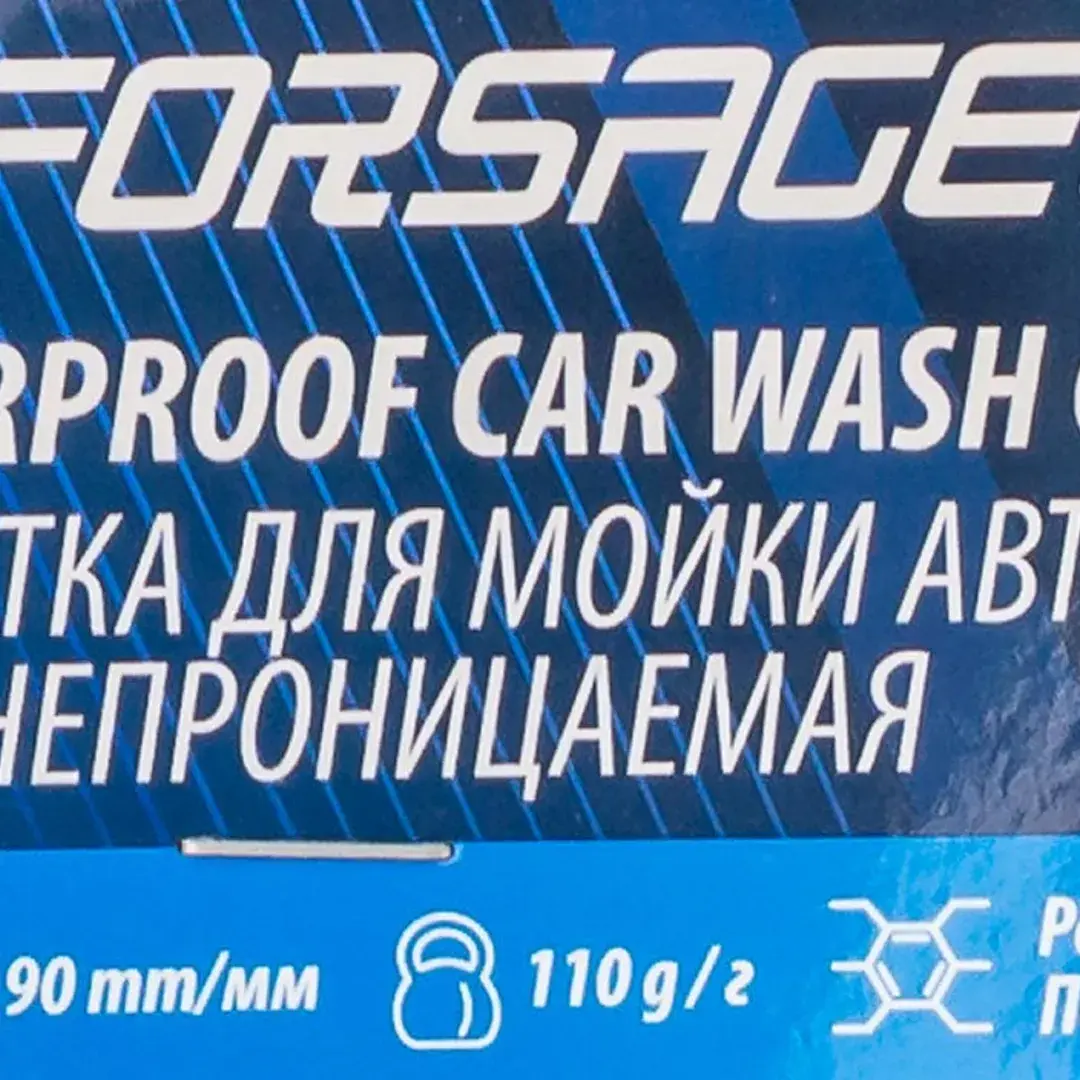 FORSAGE
RPROOF CAR WASH
ТКА ДЛЯ МОЙКИ АВТ
НЕПРОНИЦАЕМАЯ
90 mm/мм
110 g/г